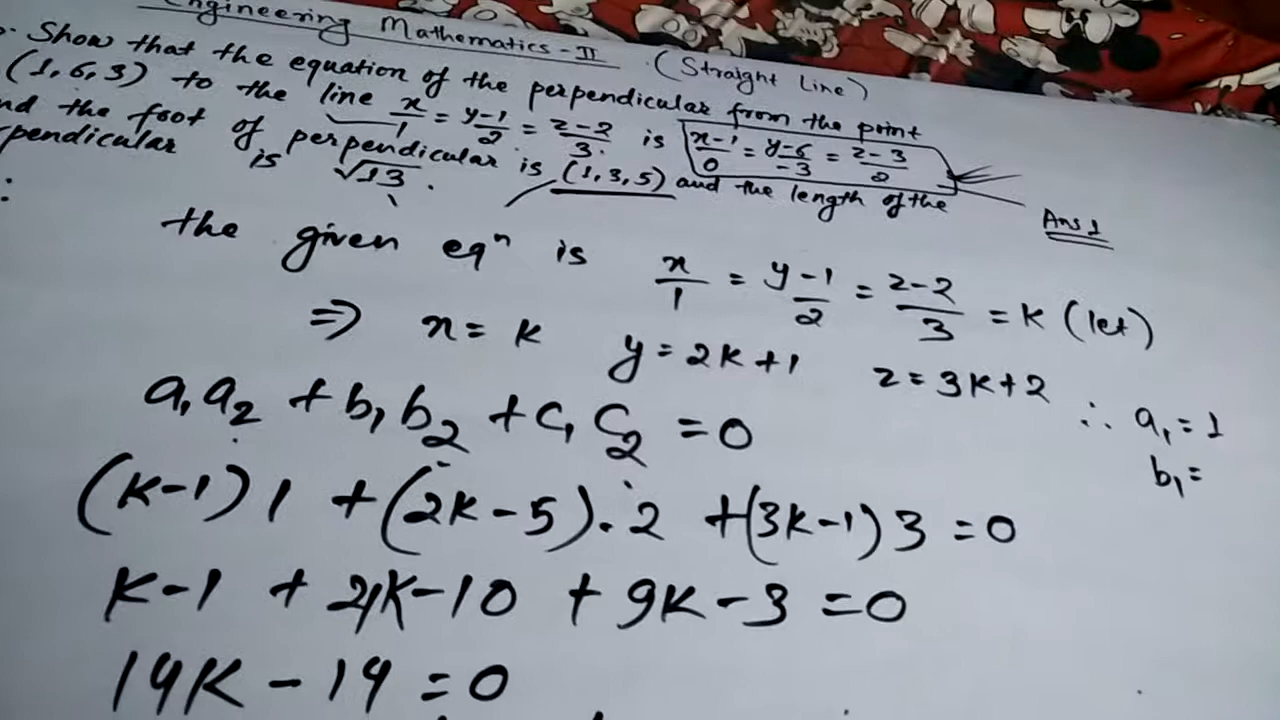 Engineering Mathematics-II (Straight Line)
Show that the equation of the perpendicular from the point
(1,6,3) to the line x/1 = y-1/2 = z-2/3 is x-1/0 = y-6/-3 = z-3/2
and the foot of perpendicular is (1,3,5) and the length of the
perpendicular is √13.
Ans 1
the given eqⁿ is x/1 = y-1/2 = z-2/3 = K (let)
⇒ x = K y = 2K+1 z = 3K+2 ∴ a₁ = 1
b₁ =
a₁a₂ + b₁b₂ + c₁c₂ = 0
(K-1)1 + (2K-5).2 + (3K-1)3 = 0
K-1 + 4K-10 + 9K-3 = 0
14K - 14 = 0